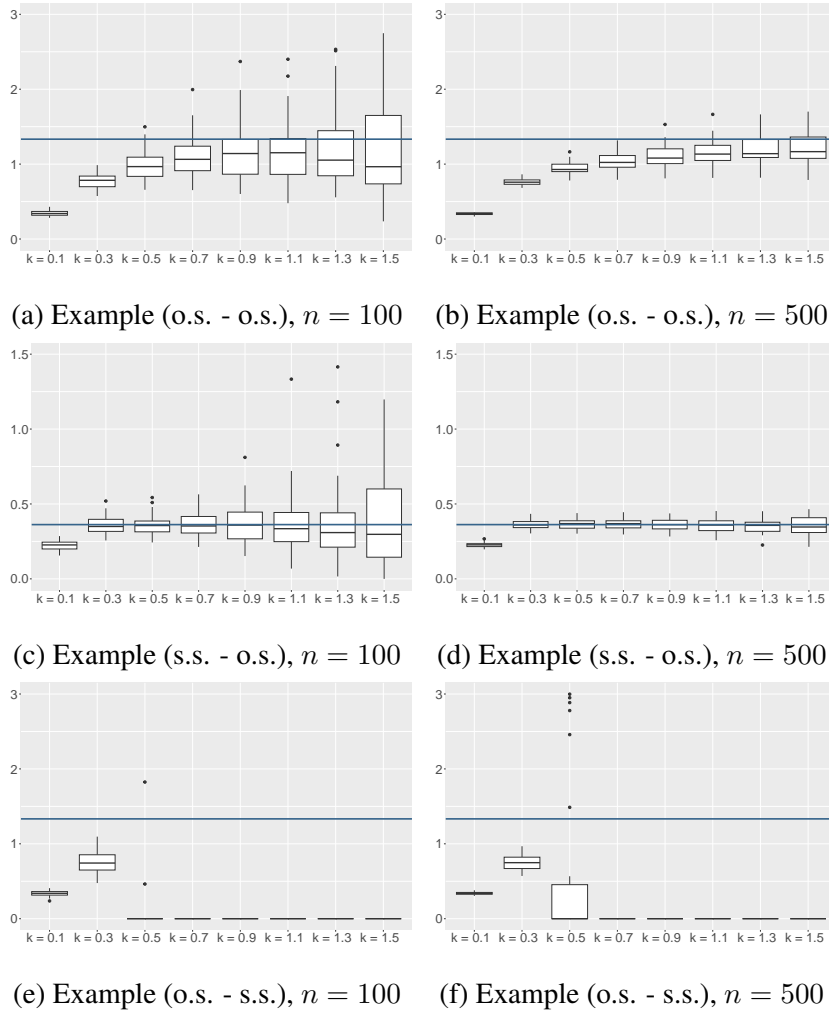 3
2
1
0
k = 0.1 k = 0.3 k = 0.5 k = 0.7 k = 0.9 k = 1.1 k = 1.3 k = 1.5
(a) Example (o.s. - o.s.), n = 100
3
2
1
0
k = 0.1 k = 0.3 k = 0.5 k = 0.7 k = 0.9 k = 1.1 k = 1.3 k = 1.5
(b) Example (o.s. - o.s.), n = 500
1.5
1.0
0.5
0.0
k = 0.1 k = 0.3 k = 0.5 k = 0.7 k = 0.9 k = 1.1 k = 1.3 k = 1.5
(c) Example (s.s. - o.s.), n = 100
1.5
1.0
0.5
0.0
k = 0.1 k = 0.3 k = 0.5 k = 0.7 k = 0.9 k = 1.1 k = 1.3 k = 1.5
(d) Example (s.s. - o.s.), n = 500
3
2
1
0
k = 0.1 k = 0.3 k = 0.5 k = 0.7 k = 0.9 k = 1.1 k = 1.3 k = 1.5
(e) Example (o.s. - s.s.), n = 100
3
2
1
0
k = 0.1 k = 0.3 k = 0.5 k = 0.7 k = 0.9 k = 1.1 k = 1.3 k = 1.5
(f) Example (o.s. - s.s.), n = 500